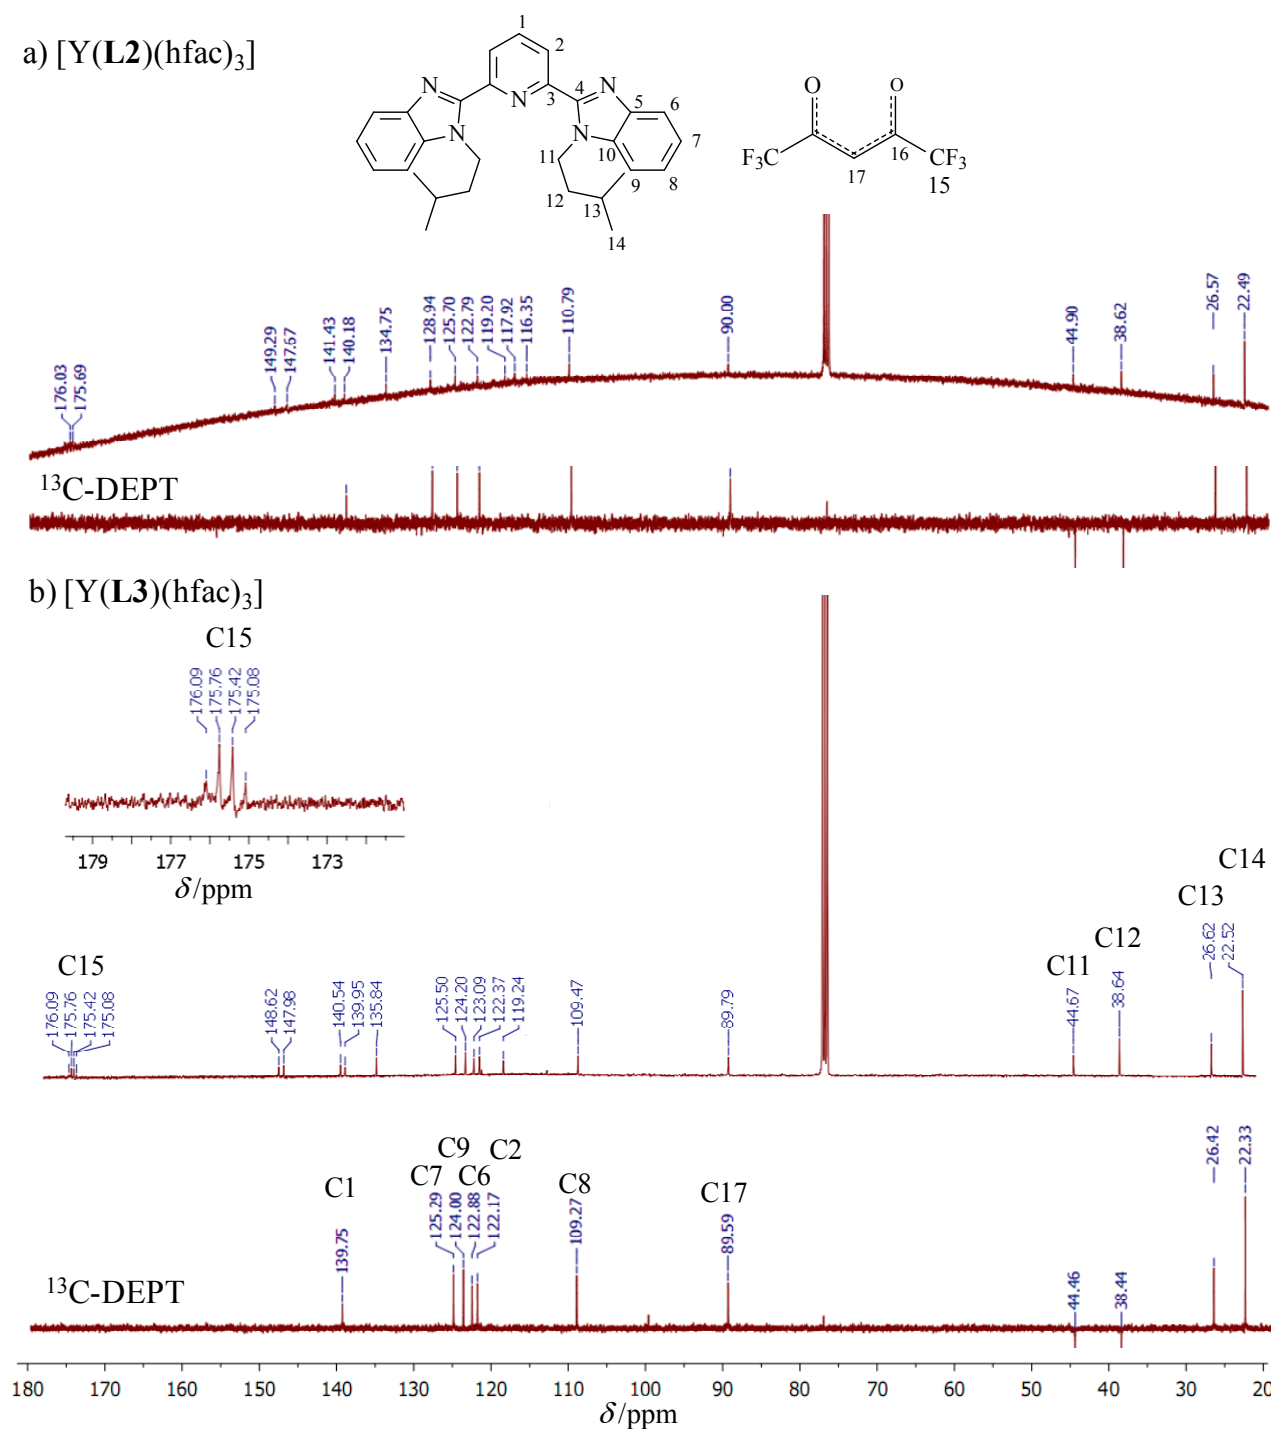 a) [Y(L2)(hfac)3]
1
2
N
N
3
4
N
5
6
7
8
9
10
N
N
11
12
13
14
O
O
F3C
16
CF3
17
15
176.03
175.69
149.29
147.67
141.43
140.18
134.75
128.94
125.70
122.79
119.20
117.92
116.35
110.79
90.00
44.90
38.62
26.57
22.49
13C-DEPT
b) [Y(L3)(hfac)3]
C15
176.09
175.76
175.42
175.08
179 177 175 173
δ/ppm
C15
C11
C12
C13
C14
176.09
175.76
175.42
175.08
148.62
147.98
140.54
139.95
135.84
125.50
124.20
123.09
122.37
119.24
109.47
89.79
44.67
38.64
26.62
22.52
C1
C7
C9
C6
C2
C8
C17
139.75
125.29
124.00
122.88
122.17
109.27
89.59
44.46
38.44
26.42
22.33
13C-DEPT
180 170 160 150 140 130 120 110 100 90 80 70 60 50 40 30 20
δ/ppm